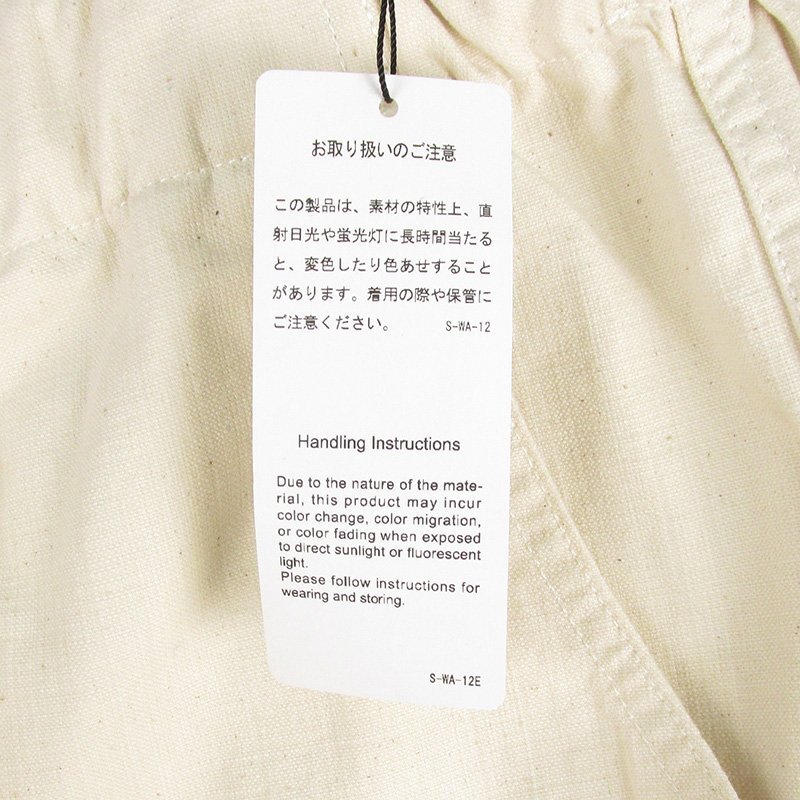 お取り扱いのご注意
この製品は、素材の特性上、直
射日光や蛍光灯に長時間当たる
と、変色したり色あせすること
があります。着用の際や保管に
ご注意ください。 S-WA-12
Handling Instructions
Due to the nature of the mate-
rial, this product may incur
color change, color migration,
or color fading when exposed
to direct sunlight or fluorescent
light.
Please follow instructions for
wearing and storing.
S-WA-12E